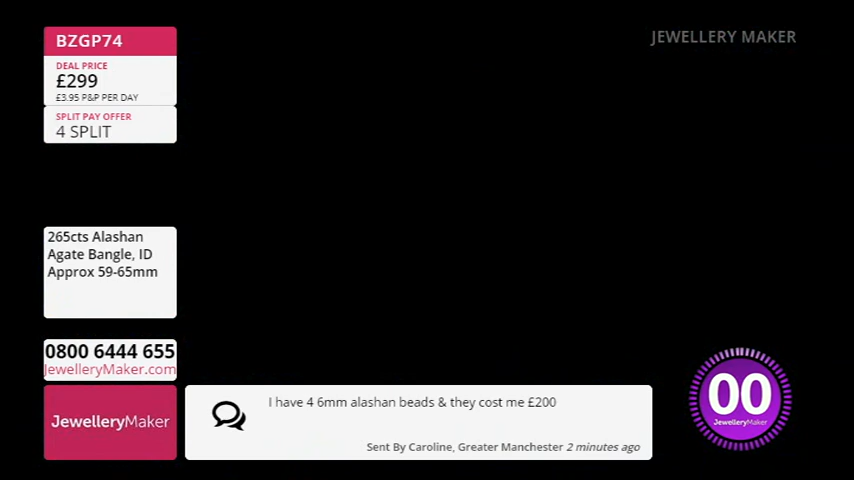 BZGP74
DEAL PRICE
£299
£3.95 P&P PER DAY
SPLIT PAY OFFER
4 SPLIT
JEWELLERY MAKER
265cts Alashan
Agate Bangle, ID
Approx 59-65mm
0800 6444 655
JewelleryMaker.com
JewelleryMaker
I have 4 6mm alashan beads & they cost me £200
Sent By Caroline, Greater Manchester 2 minutes ago
00
JewelleryMaker